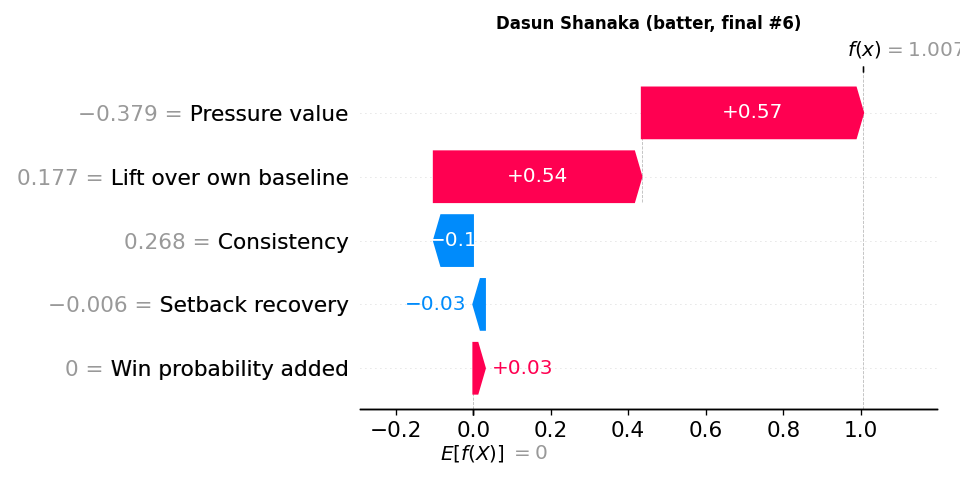 Dasun Shanaka (batter, final #6)
f(x) = 1.007
−0.379 = Pressure value
+0.57
0.177 = Lift over own baseline
+0.54
0.268 = Consistency
−0.1
−0.006 = Setback recovery
−0.03
0 = Win probability added
+0.03
−0.2 0.0 0.2 0.4 0.6 0.8 1.0
E[f(X)] = 0